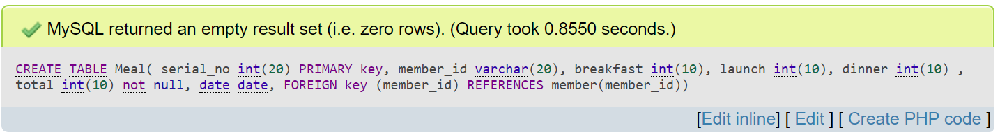 MySQL returned an empty result set (i.e. zero rows). (Query took 0.8550 seconds.)
CREATE TABLE Meal( serial_no int(20) PRIMARY key, member_id varchar(20), breakfast int(10), launch int(10), dinner int(10) ,
total int(10) not null, date date, FOREIGN key (member_id) REFERENCES member(member_id))
[Edit inline] [ Edit ] [ Create PHP code ]